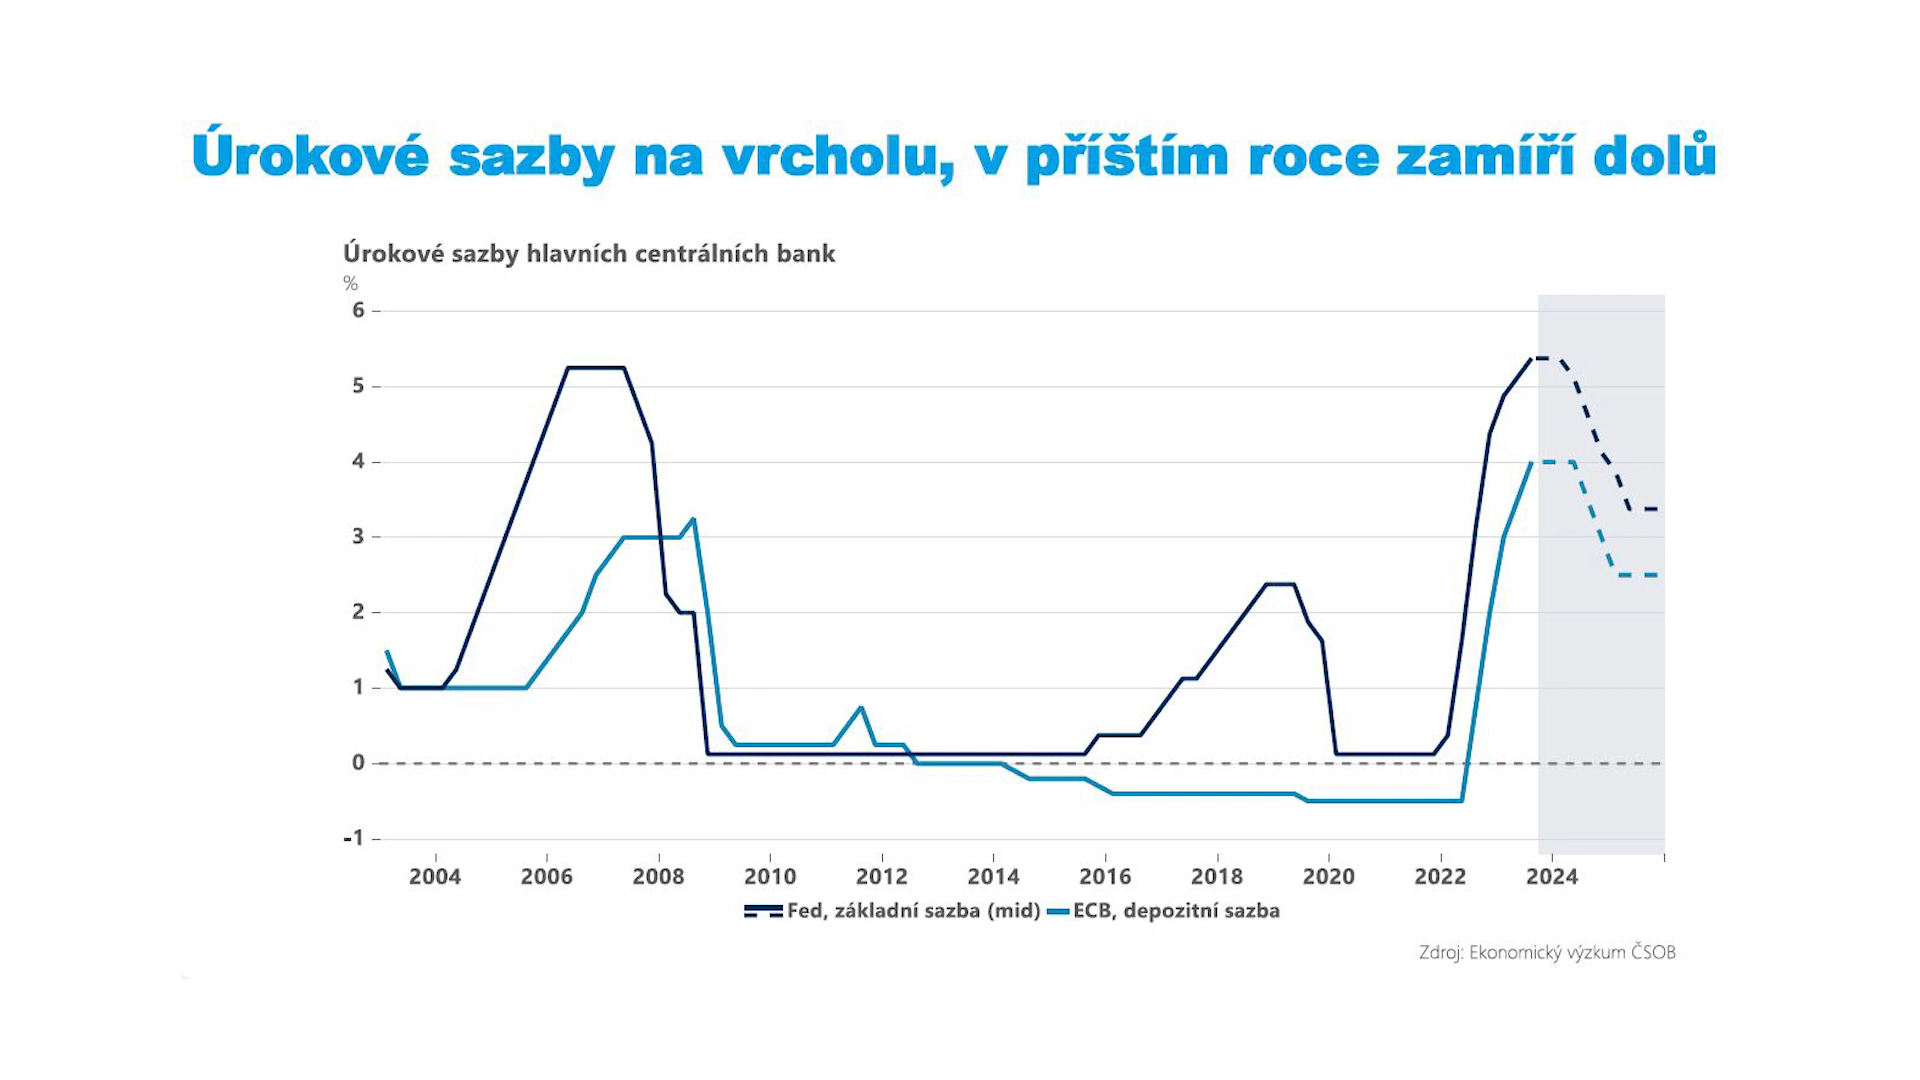 Úrokové sazby na vrcholu, v příštím roce zamíří dolů
Úrokové sazby hlavních centrálních bank
%
6
5
4
3
2
1
0
-1
2004 2006 2008 2010 2012 2014 2016 2018 2020 2022 2024
Fed, základní sazba (mid) ECB, depozitní sazba
Zdroj: Ekonomický výzkum ČSOB